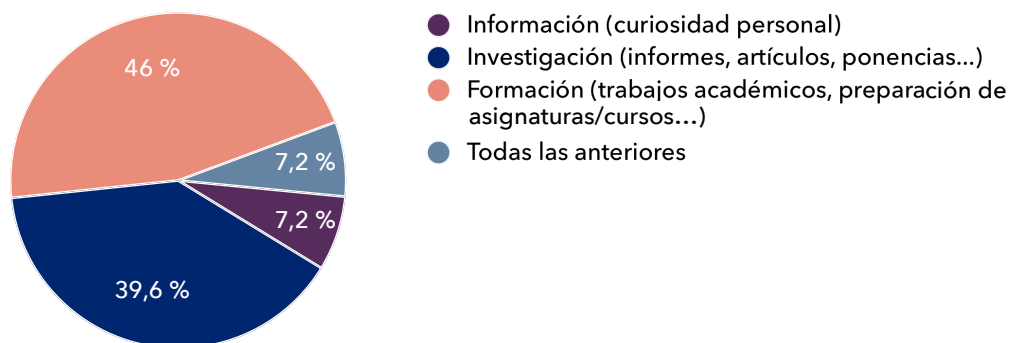 46 %
7,2 %
7,2 %
39,6 %
Información (curiosidad personal)
Investigación (informes, artículos, ponencias...)
Formación (trabajos académicos, preparación de
asignaturas/cursos…)
Todas las anteriores